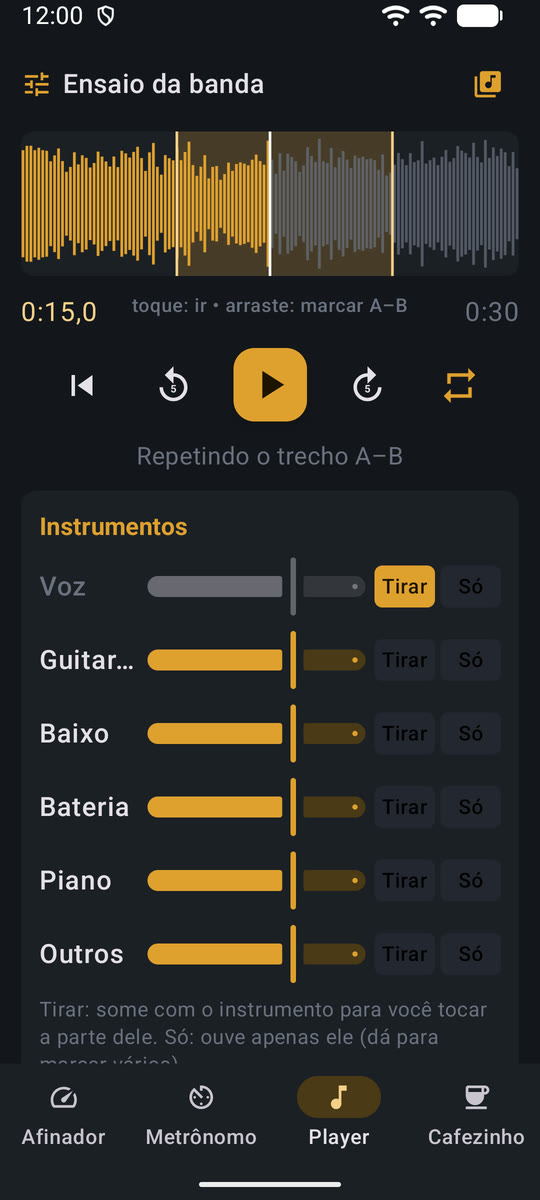 12:00
Ensaio da banda
0:15,0
toque: ir • arraste: marcar A–B
0:30
5
5
Repetindo o trecho A–B
Instrumentos
Voz
Tirar
Só
Guitar...
Tirar
Só
Baixo
Tirar
Só
Bateria
Tirar
Só
Piano
Tirar
Só
Outros
Tirar
Só
Tirar: some com o instrumento para você tocar
a parte dele. Só: ouve apenas ele (dá para
marcar vários)
Afinador
Metrônomo
Player
Cafezinho